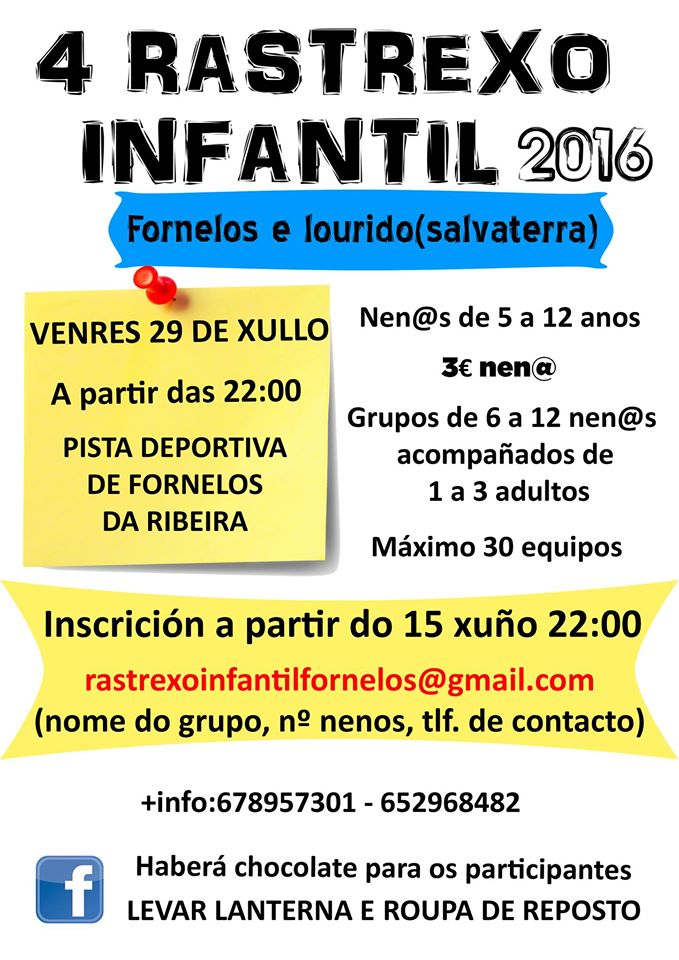 4 RASTREXO
INFANTIL 2016
Fornelos e lourido(salvaterra)
VENRES 29 DE XULLO
A partir das 22:00
PISTA DEPORTIVA
DE FORNELOS
DA RIBEIRA
Nen@s de 5 a 12 anos
3€ nen@
Grupos de 6 a 12 nen@s
acompañados de
1 a 3 adultos
Máximo 30 equipos
Inscrición a partir do 15 xuño 22:00
rastrexoinfantilfornelos@gmail.com
(nome do grupo, nº nenos, tlf. de contacto)
+info:678957301 - 652968482
f
Haberá chocolate para os participantes
LEVAR LANTERNA E ROUPA DE REPOSTO